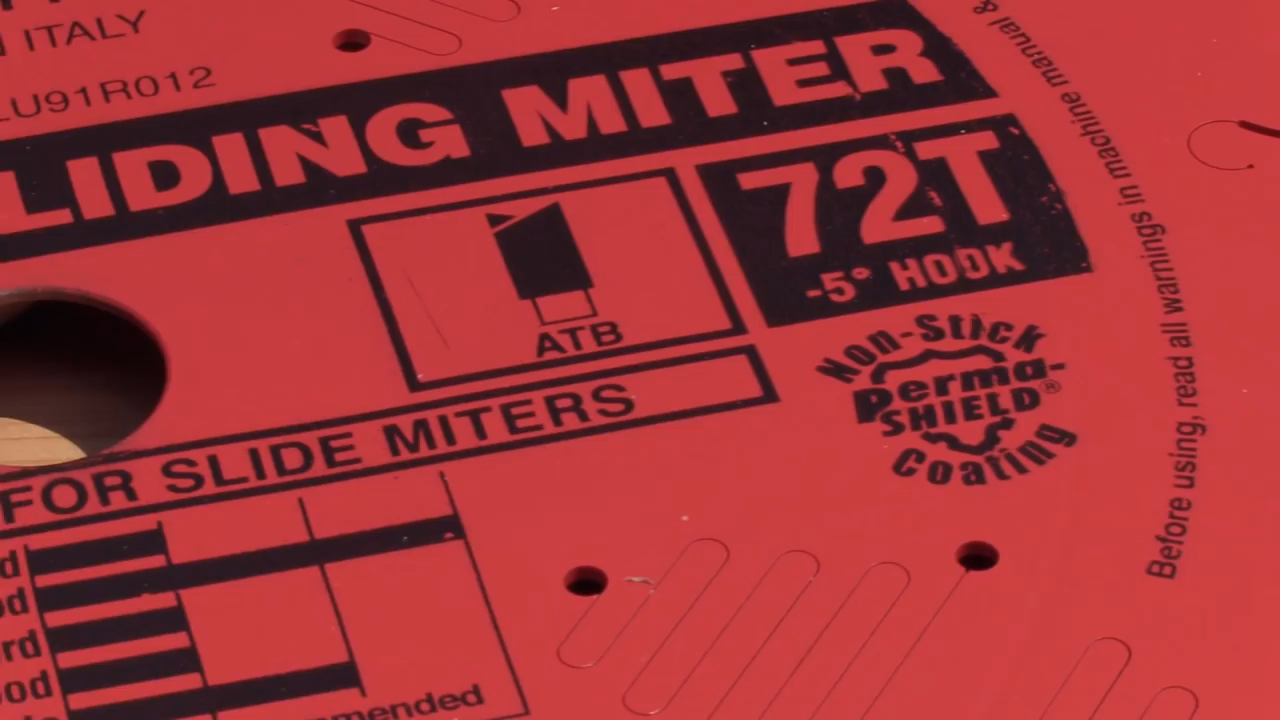 ITALY
LU91R012
LIDING MITER
72T
-5° HOOK
ATB
Non-Stick
Perma-
SHIELD®
Coating
FOR SLIDE MITERS
d
od
rd
ood
mended
Before using, read all warnings in machine manual &